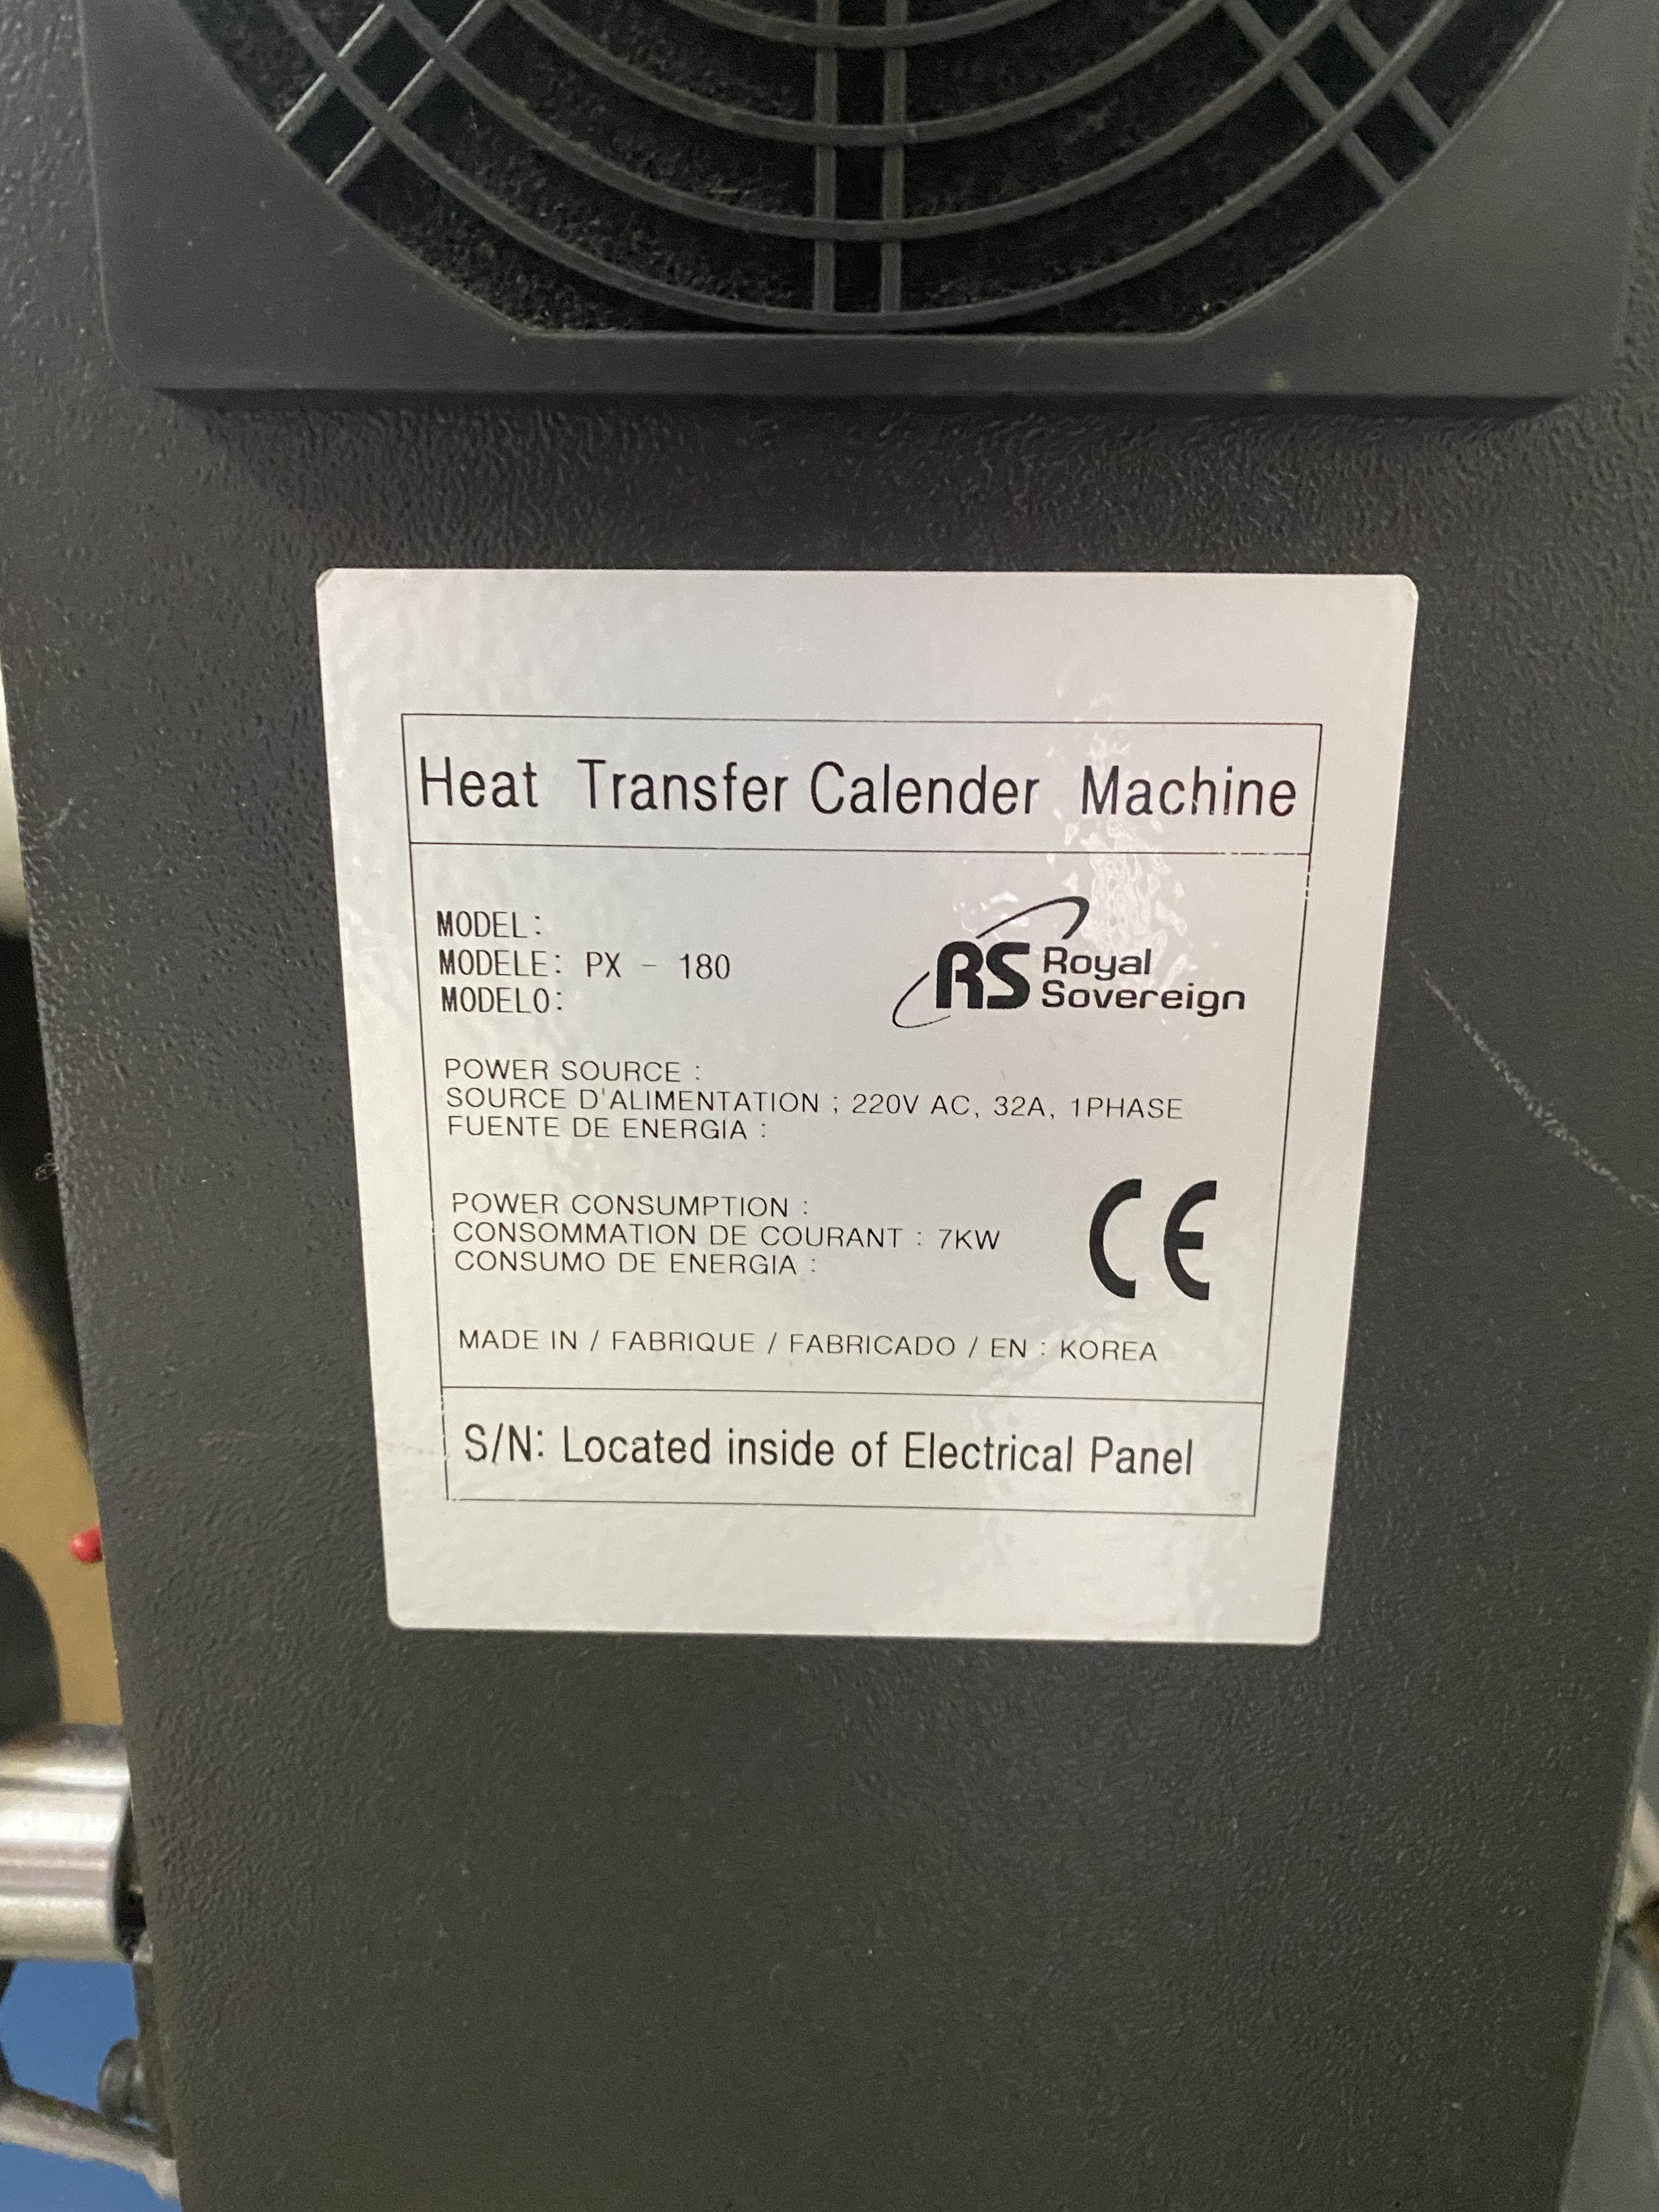 Heat Transfer Calender Machine
MODEL:
MODELE: PX - 180
MODELO:
RS Royal
Sovereign
POWER SOURCE :
SOURCE D'ALIMENTATION ; 220V AC, 32A, 1PHASE
FUENTE DE ENERGIA :
POWER CONSUMPTION :
CONSOMMATION DE COURANT : 7KW
CONSUMO DE ENERGIA :
CE
MADE IN / FABRIQUE / FABRICADO / EN : KOREA
S/N: Located inside of Electrical Panel